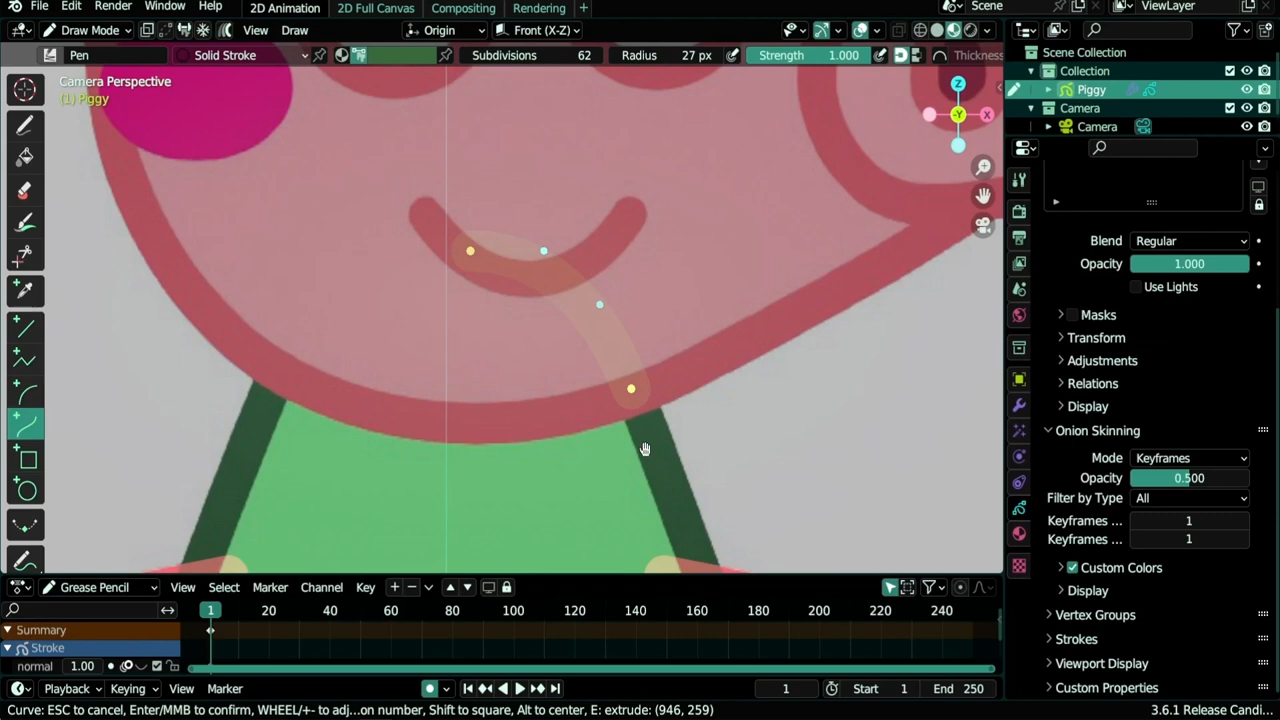 File Edit Render Window Help 2D Animation 2D Full Canvas Compositing Rendering + Scene ViewLayer
Draw Mode View Draw Origin Front (X-Z)
Pen Solid Stroke Subdivisions 62 Radius 27 px Strength 1.000 Thickness
Camera Perspective
(1) Piggy
Z
-Y X
Scene Collection
Collection
Piggy
Camera
Camera
Blend Regular
Opacity 1.000
Use Lights
Masks
Transform
Adjustments
Relations
Display
Onion Skinning
Mode Keyframes
Opacity 0.500
Filter by Type All
Keyframes ... 1
Keyframes ... 1
Custom Colors
Display
Vertex Groups
Strokes
Viewport Display
Custom Properties
Grease Pencil View Select Marker Channel Key
1 20 40 60 80 100 120 140 160 180 200 220 240
Summary
Stroke
normal 1.00
Playback Keying View Marker 1 Start 1 End 250
Curve: ESC to cancel, Enter/MMB to confirm, WHEEL/+- to adj...on number, Shift to square, Alt to center, E: extrude: (946, 259) 3.6.1 Release Candi...